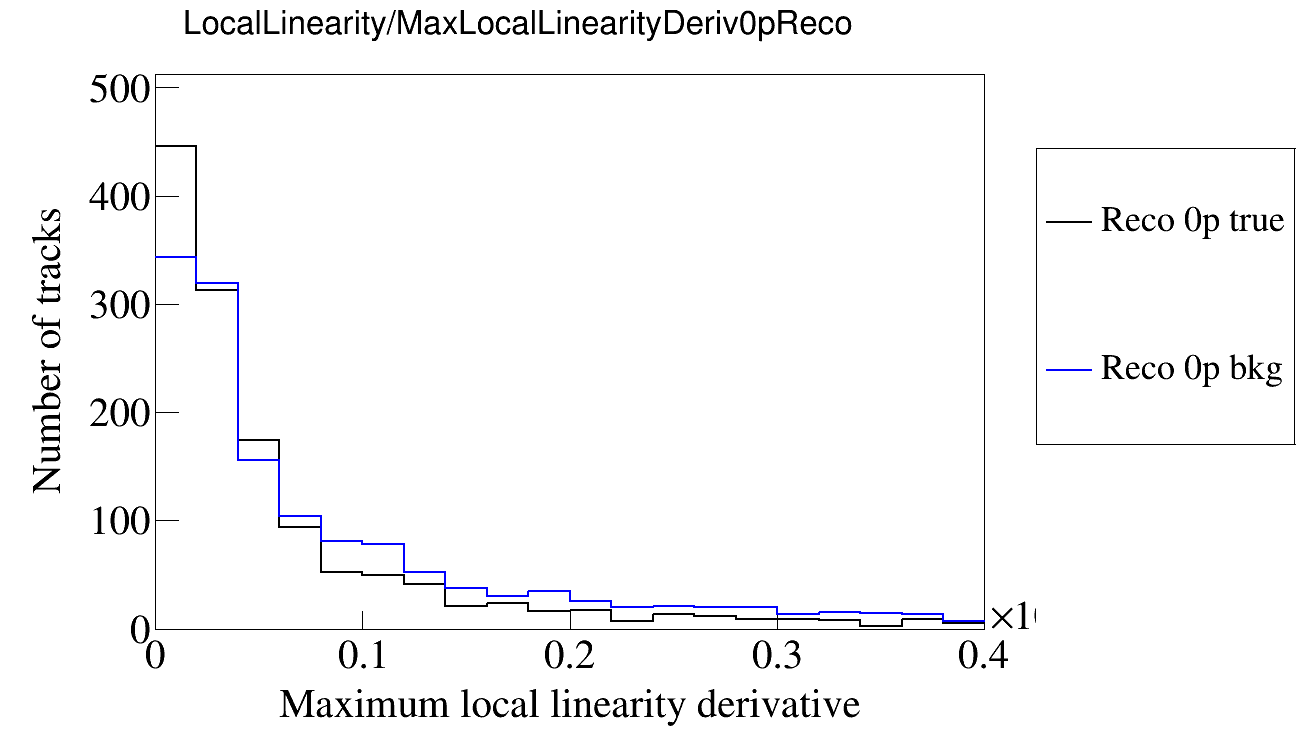 LocalLinearity/MaxLocalLinearityDeriv0pReco
500
400
300
200
100
0
Number of tracks
0 0.1 0.2 0.3 0.4
Maximum local linearity derivative
Reco 0p true
Reco 0p bkg